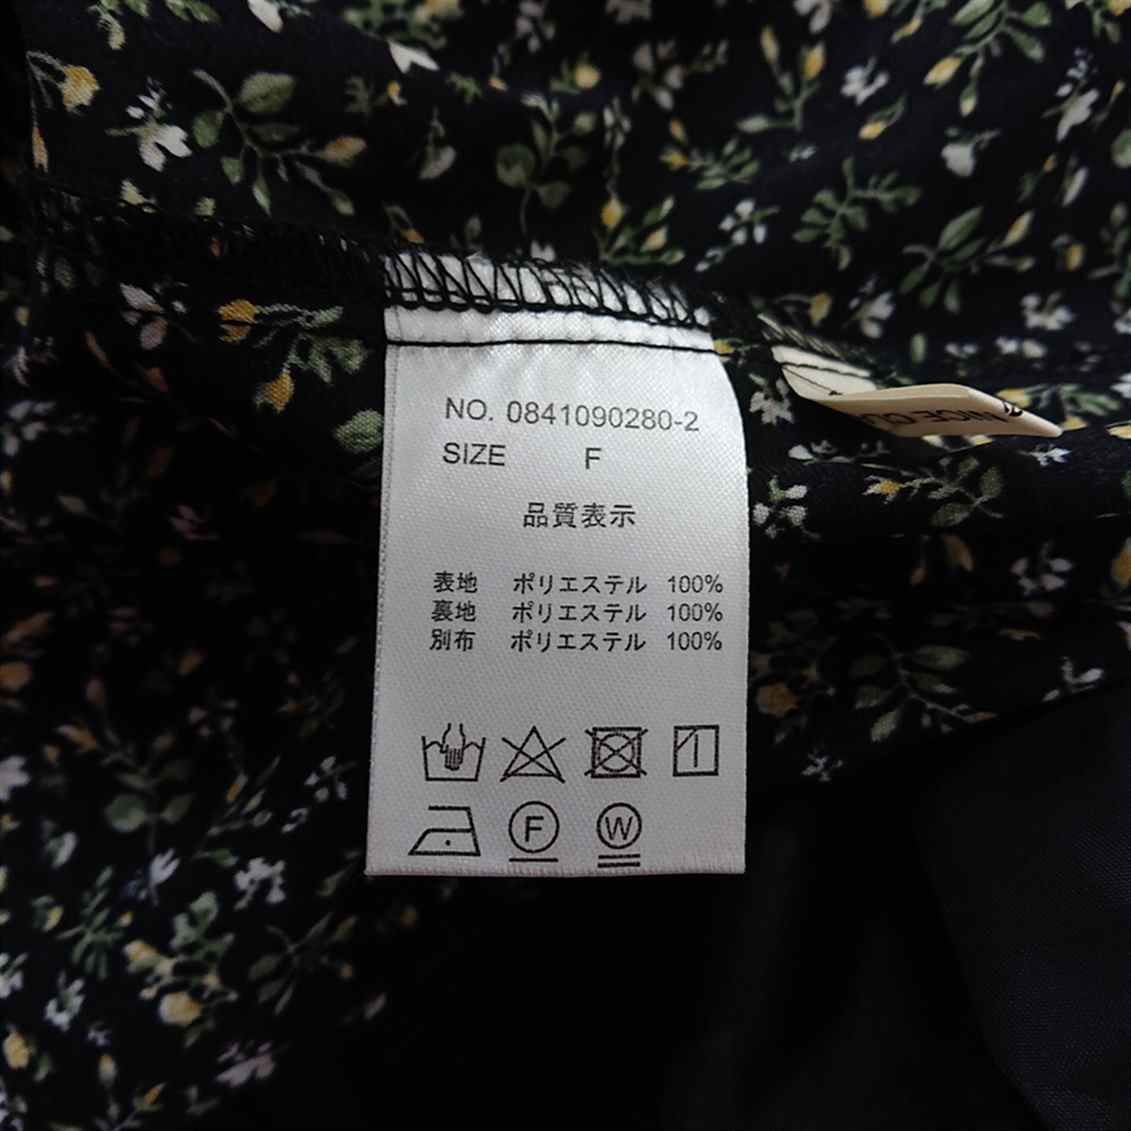 NO. 0841090280-2
SIZE F
品質表示
表地 ポリエステル 100%
裏地 ポリエステル 100%
別布 ポリエステル 100%
F W
NICE